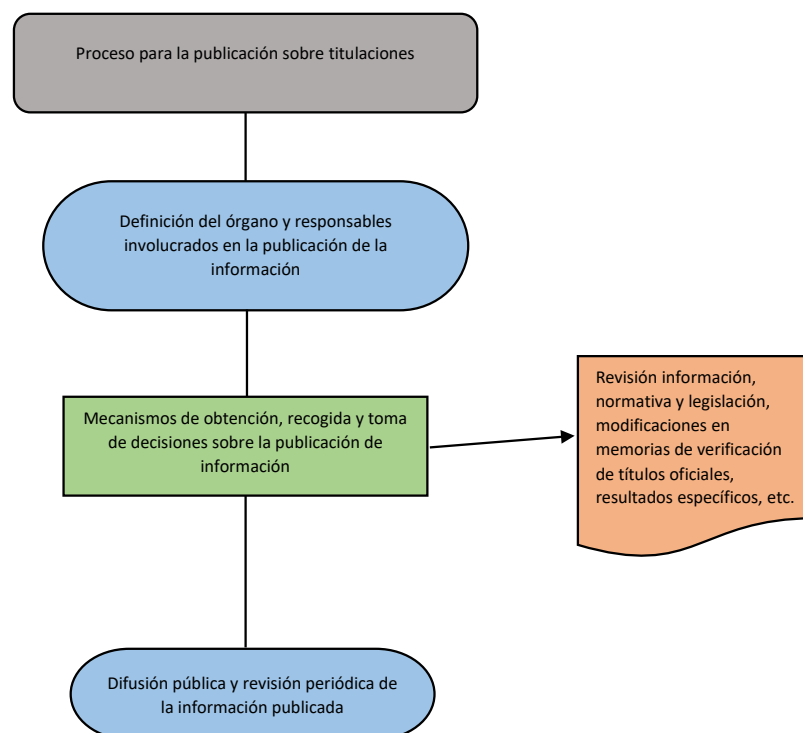 Proceso para la publicación sobre titulaciones
Definición del órgano y responsables
involucrados en la publicación de la
información
Mecanismos de obtención, recogida y toma
de decisiones sobre la publicación de
información
Revisión información,
normativa y legislación,
modificaciones en
memorias de verificación
de títulos oficiales,
resultados específicos, etc.
Difusión pública y revisión periódica de
la información publicada